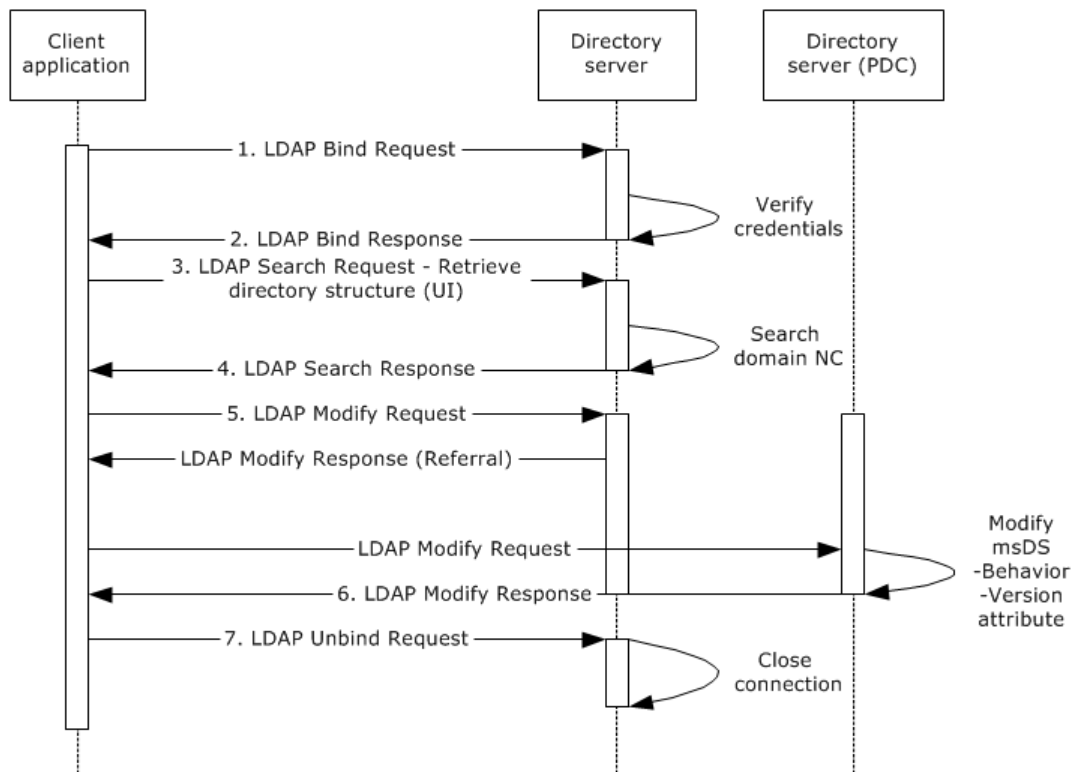 Client
application
Directory
server
Directory
server (PDC)
1. LDAP Bind Request
Verify
credentials
2. LDAP Bind Response
3. LDAP Search Request - Retrieve
directory structure (UI)
Search
domain NC
4. LDAP Search Response
5. LDAP Modify Request
LDAP Modify Response (Referral)
LDAP Modify Request
Modify
msDS
-Behavior
-Version
attribute
6. LDAP Modify Response
7. LDAP Unbind Request
Close
connection